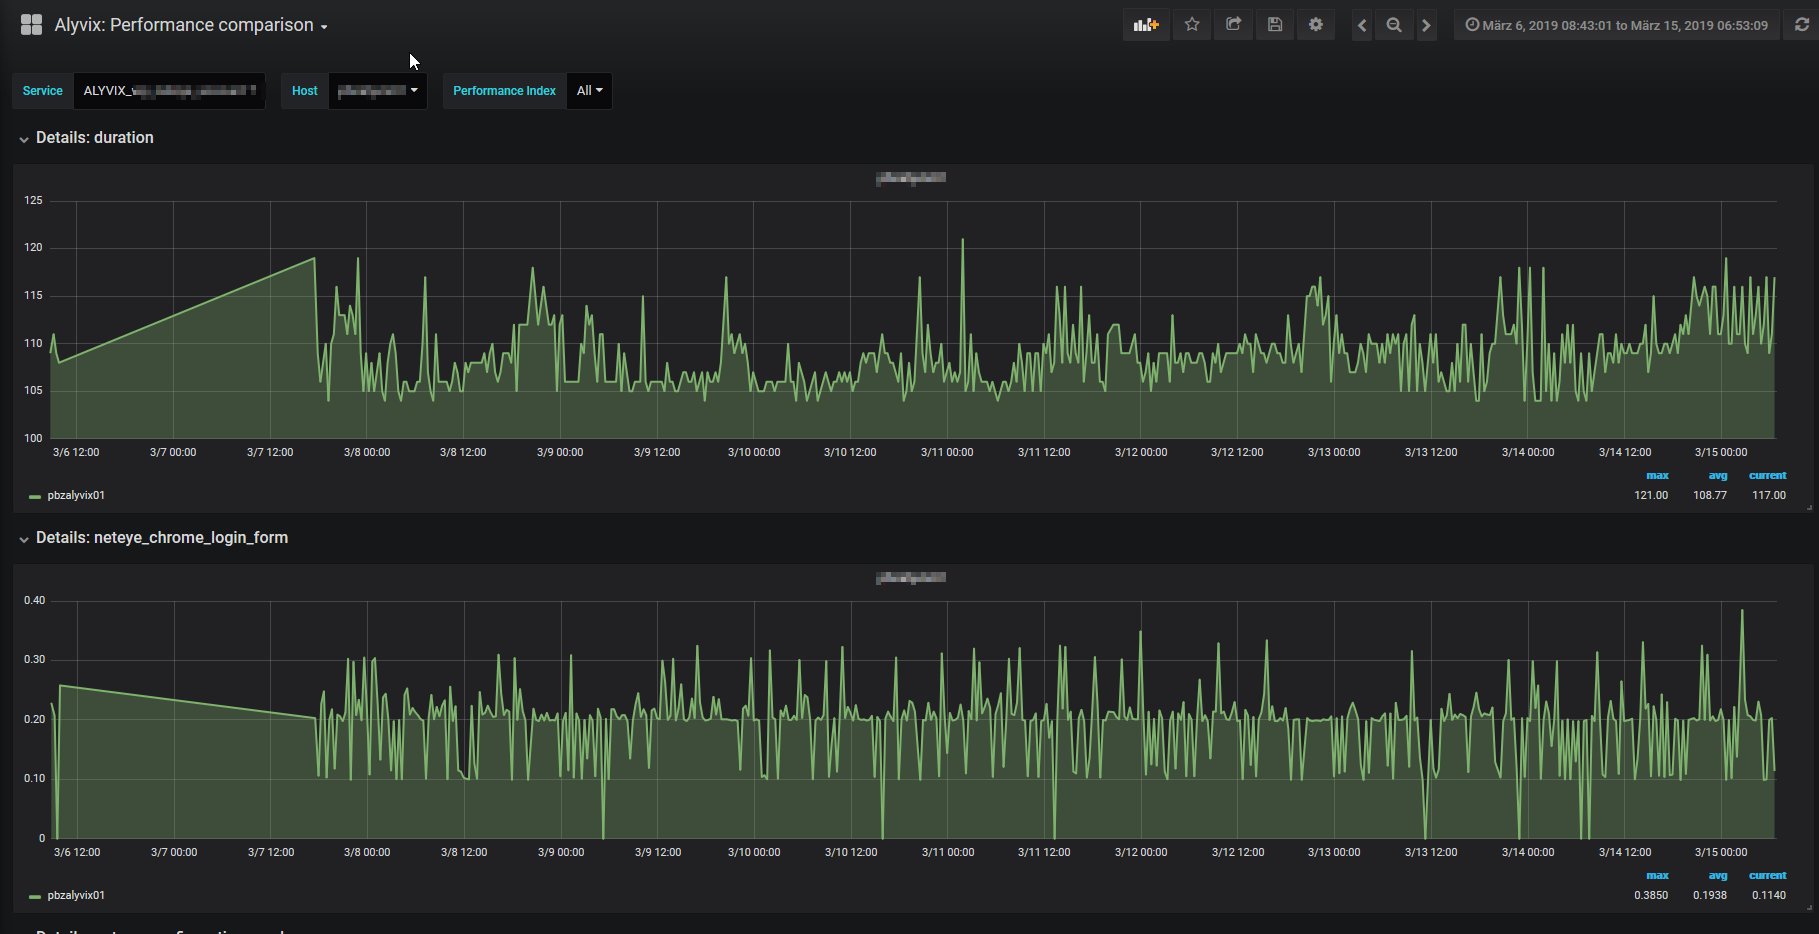 Alyvix: Performance comparison
März 6, 2019 08:43:01 to März 15, 2019 06:53:09
Service ALYVIX_ Host Performance Index All
Details: duration
125
120
115
110
105
100
3/6 12:00 3/7 00:00 3/7 12:00 3/8 00:00 3/8 12:00 3/9 00:00 3/9 12:00 3/10 00:00 3/10 12:00 3/11 00:00 3/11 12:00 3/12 00:00 3/12 12:00 3/13 00:00 3/13 12:00 3/14 00:00 3/14 12:00 3/15 00:00
max avg current
pbzalyvix01 121.00 108.77 117.00
Details: neteye_chrome_login_form
0.40
0.30
0.20
0.10
0
3/6 12:00 3/7 00:00 3/7 12:00 3/8 00:00 3/8 12:00 3/9 00:00 3/9 12:00 3/10 00:00 3/10 12:00 3/11 00:00 3/11 12:00 3/12 00:00 3/12 12:00 3/13 00:00 3/13 12:00 3/14 00:00 3/14 12:00 3/15 00:00
max avg current
pbzalyvix01 0.3850 0.1938 0.1140